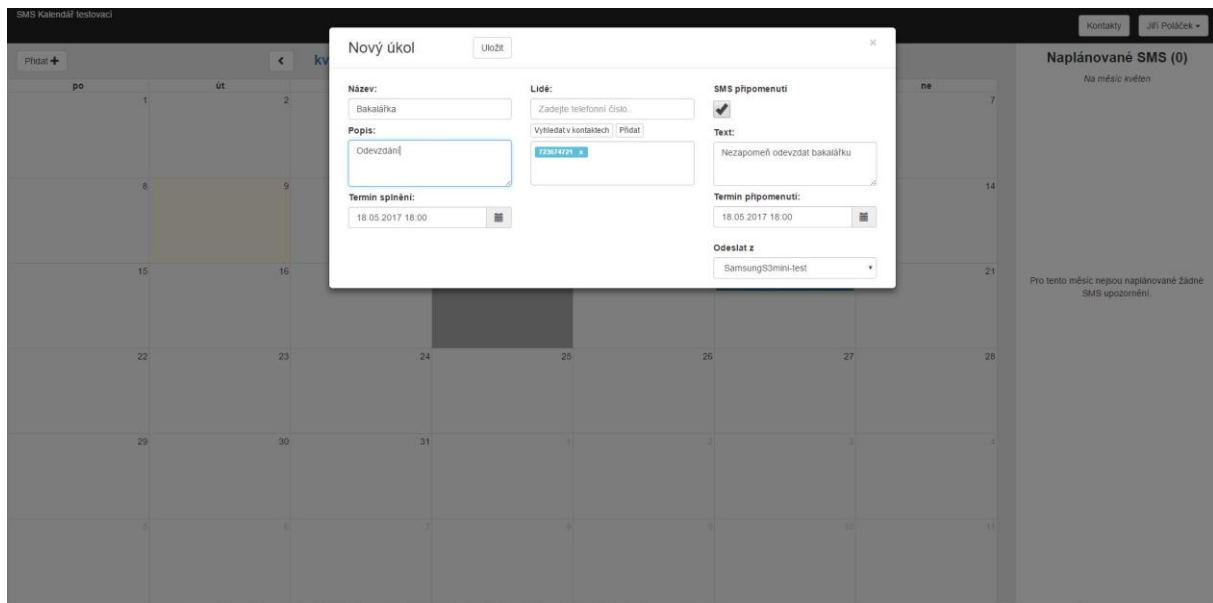 SMS Kalendář testovací
Kontakty
Jiří Poláček
Přidat
kv
Naplánované SMS (0)
Na měsíc květen
Pro tento měsíc nejsou naplánované žádné
SMS upozornění.
Nový úkol
Uložit
×
Název:
Bakalářka
Popis:
Odevzdání
Termín splnění:
18.05.2017 18:00
Lidé:
Zadejte telefonní číslo..
Vyhledat v kontaktech
Přidat
723674721 x
SMS připomenutí
Text:
Nezapomeň odevzdat bakalářku
Termín připomenutí:
18.05.2017 18:00
Odeslat z
SamsungS3mini-test
po út ne
1 2 7
8 9 14
15 16 21
22 23 24 25 26 27 28
29 30 31 1 2 3 4
5 6 7 8 9 10 11